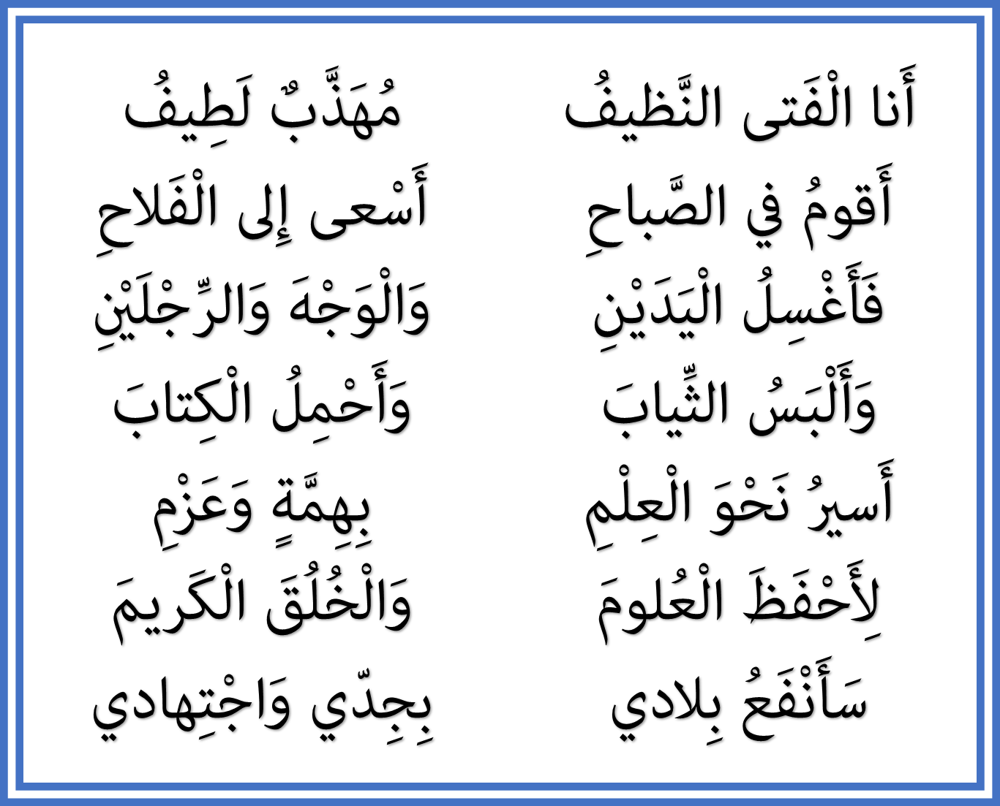 أَنا الْفَتى النَّظيفُ مُهَذَّبٌ لَطِيفُ
أَقومُ في الصَّباحِ أَسْعى إِلى الْفَلاحِ
فَأَغْسِلُ الْيَدَيْنِ وَالْوَجْهَ وَالرِّجْلَيْنِ
وَأَلْبَسُ الثِّيابَ وَأَحْمِلُ الْكِتابَ
أَسيرُ نَحْوَ الْعِلْمِ بِهِمَّةٍ وَعَزْمِ
لِأَحْفَظَ الْعُلومَ وَالْخُلُقَ الْكَريمَ
سَأَنْفَعُ بِلادي بِجِدّي وَاجْتِهادي